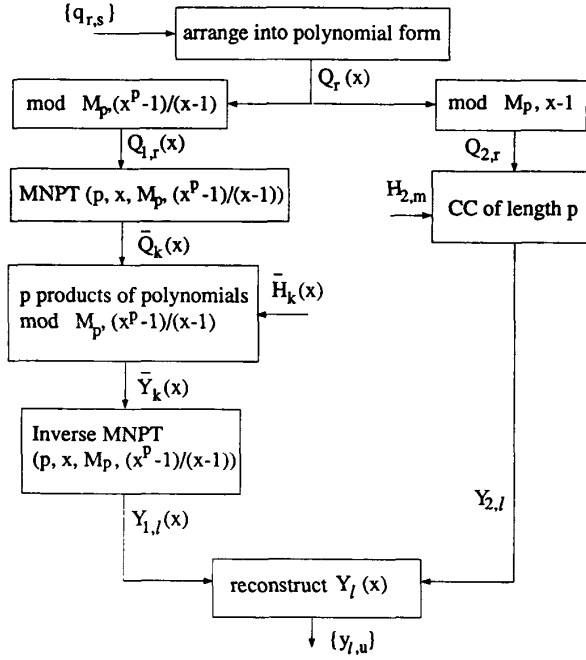 {q_{r,s}}
arrange into polynomial form
Q_r(x)
mod M_p, (x^p-1)/(x-1)
mod M_p, x-1
Q_{1,r}(x)
Q_{2,r}
MNPT (p, x, M_p, (x^p-1)/(x-1))
H_{2,m}
CC of length p
Q̄_k(x)
p products of polynomials
mod M_p, (x^p-1)/(x-1)
H̄_k(x)
Ȳ_k(x)
Inverse MNPT
(p, x, M_p, (x^p-1)/(x-1))
Y_{1,l}(x)
Y_{2,l}
reconstruct Y_l(x)
{y_{l,u}}